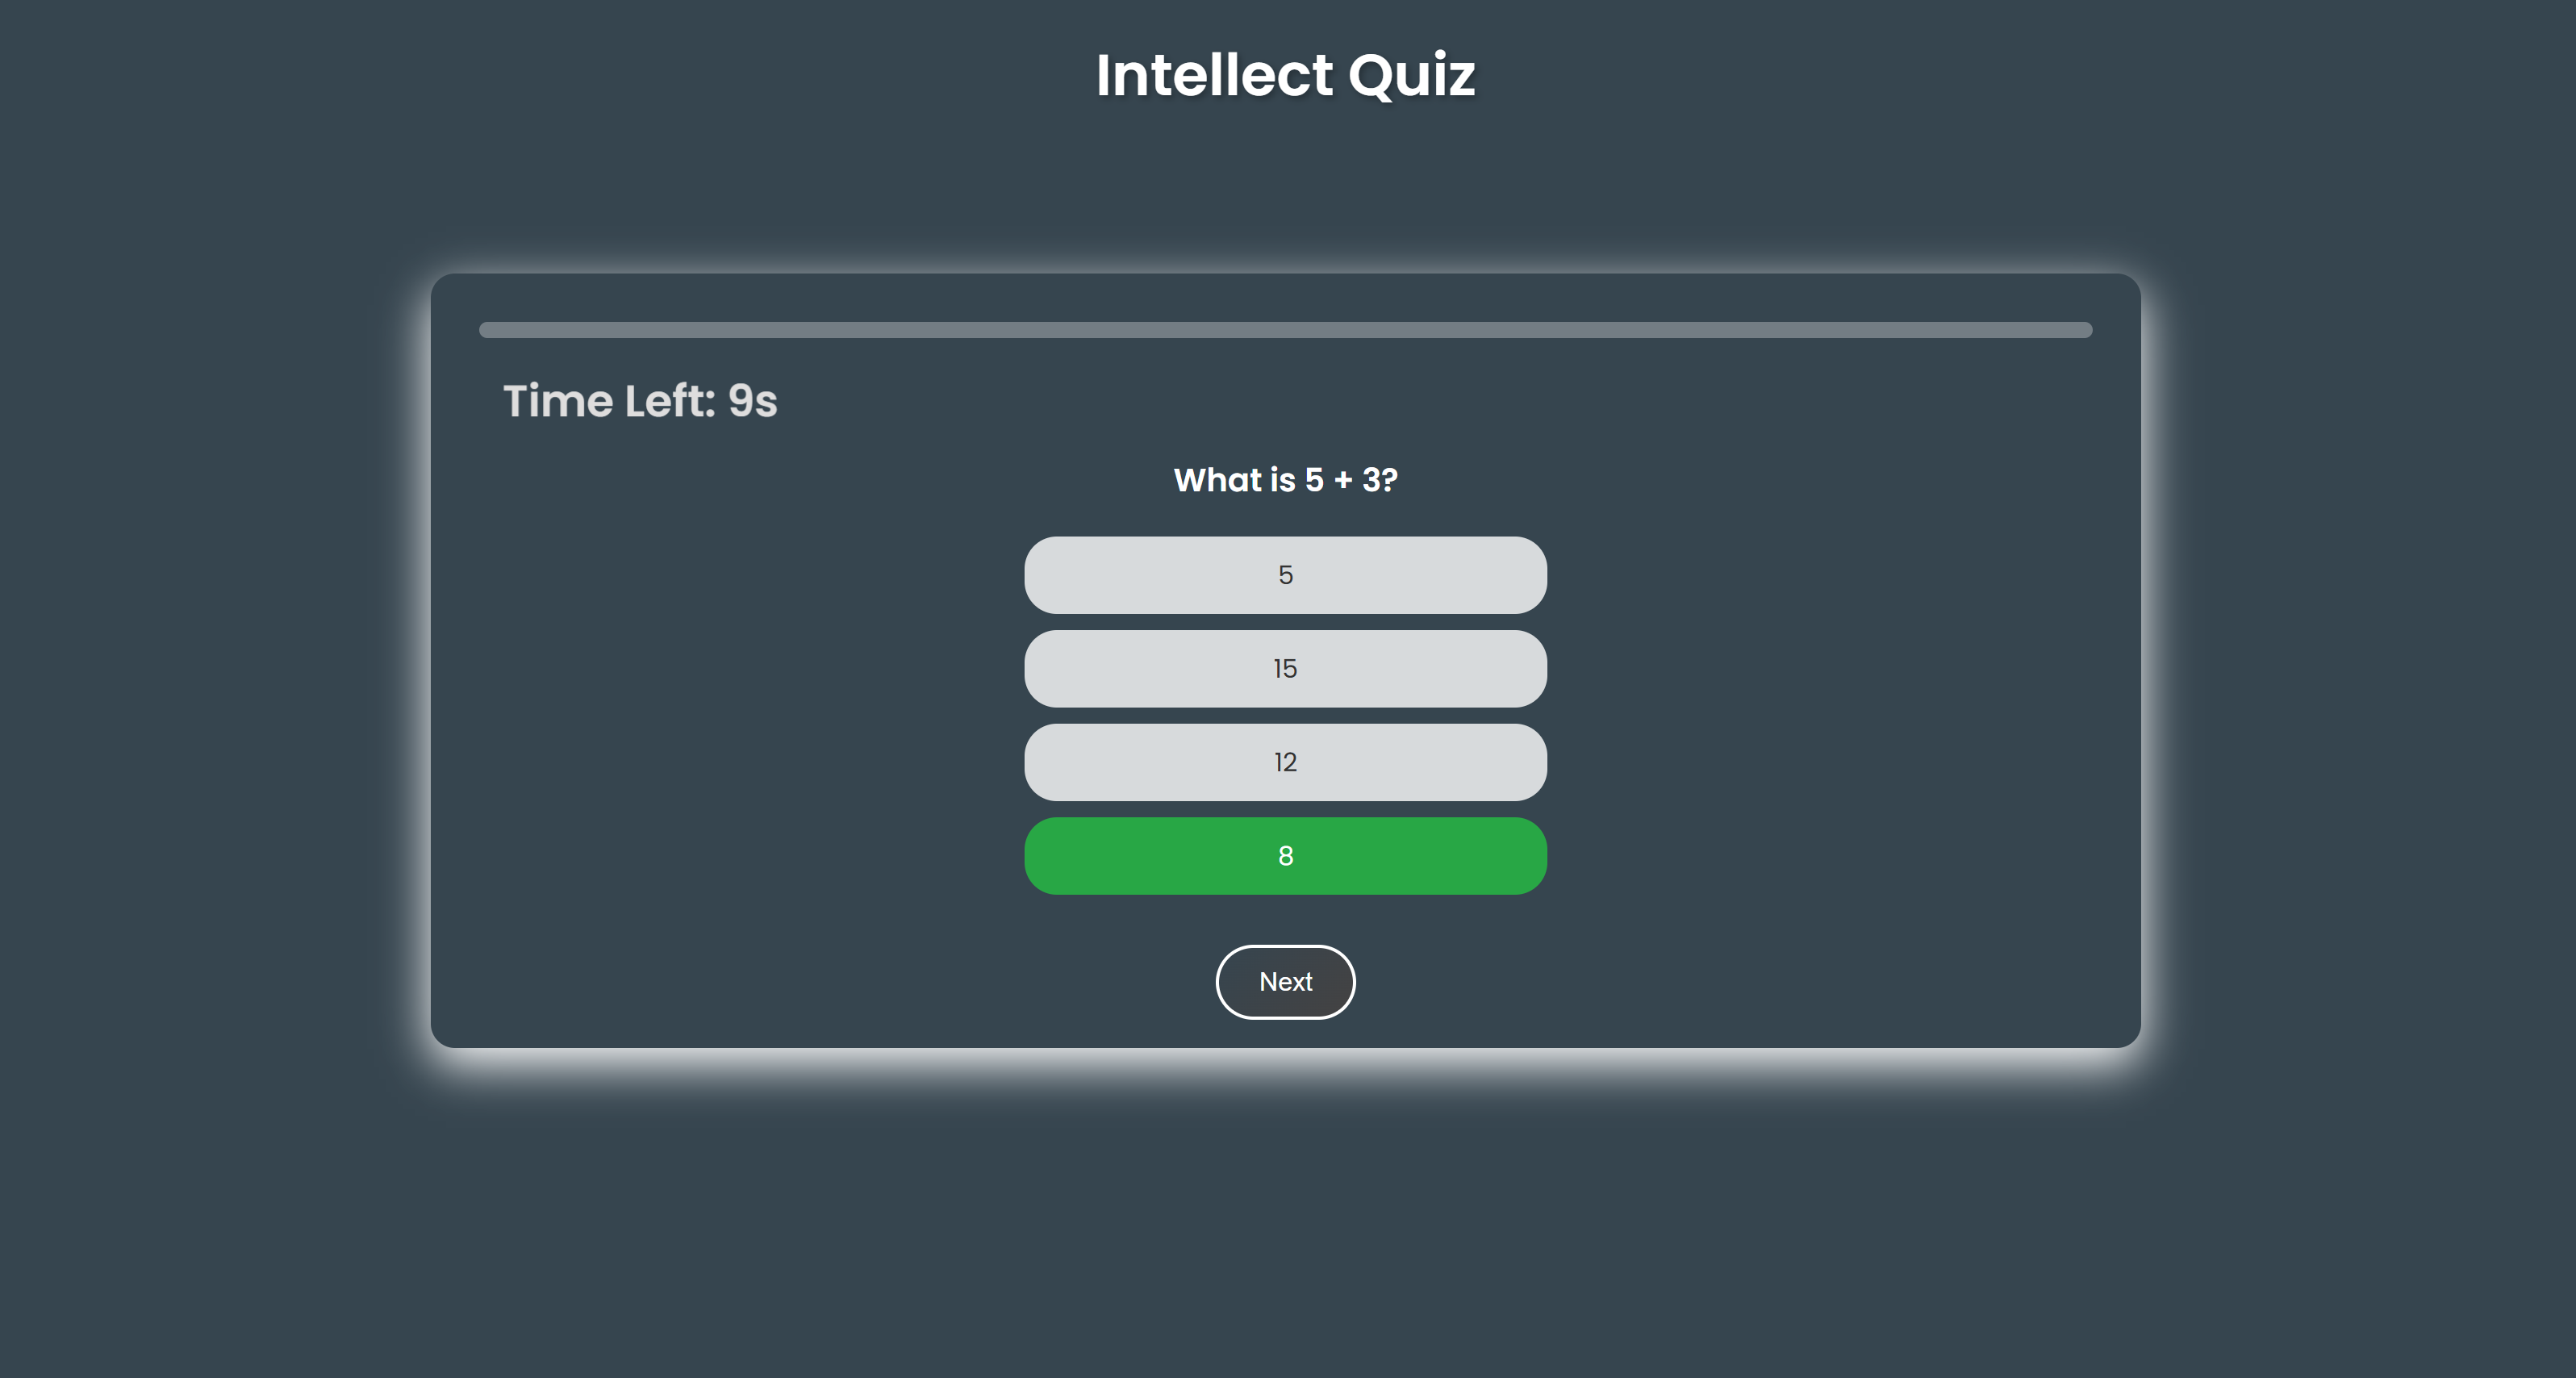 Intellect Quiz
Time Left: 9s
What is 5 + 3?
5
15
12
8
Next